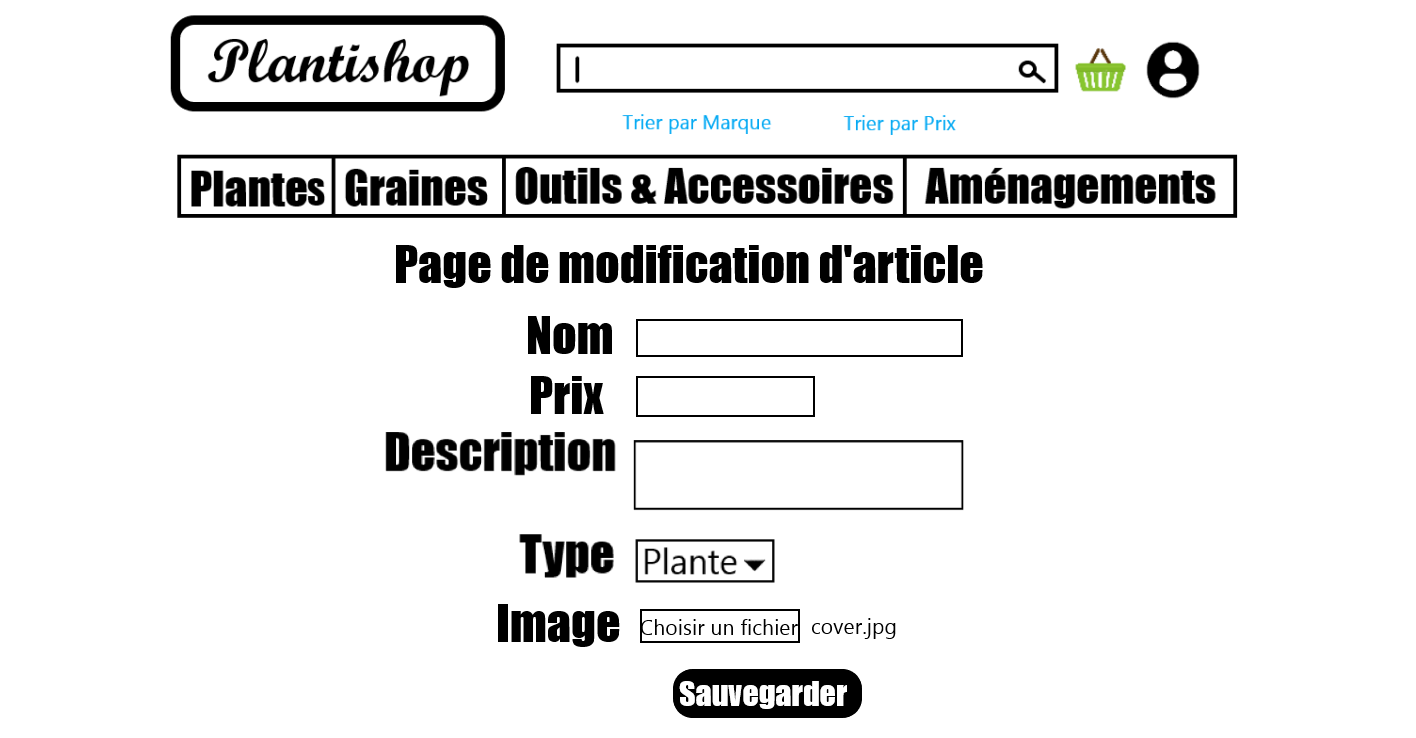 Plantishop
Trier par Marque Trier par Prix
Plantes Graines Outils & Accessoires Aménagements
Page de modification d'article
Nom
Prix
Description
Type Plante
Image Choisir un fichier cover.jpg
Sauvegarder